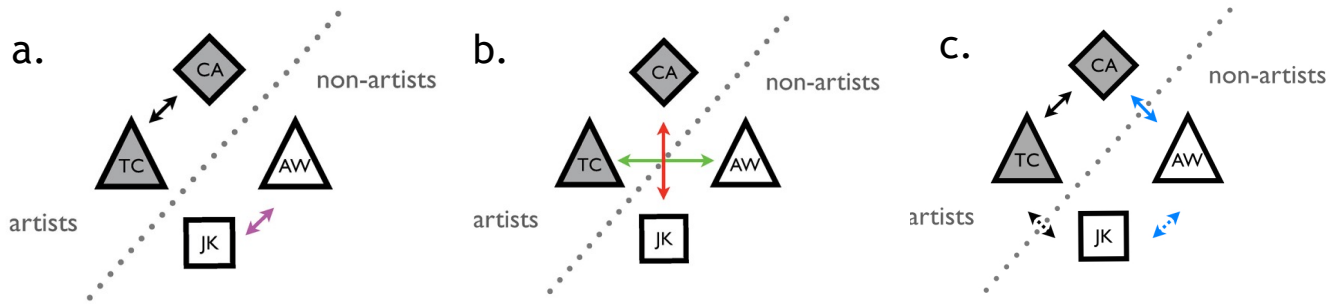 a.
CA
non-artists
TC
AW
artists
JK
b.
CA
non-artists
TC
AW
artists
JK
c.
CA
non-artists
TC
AW
artists
JK